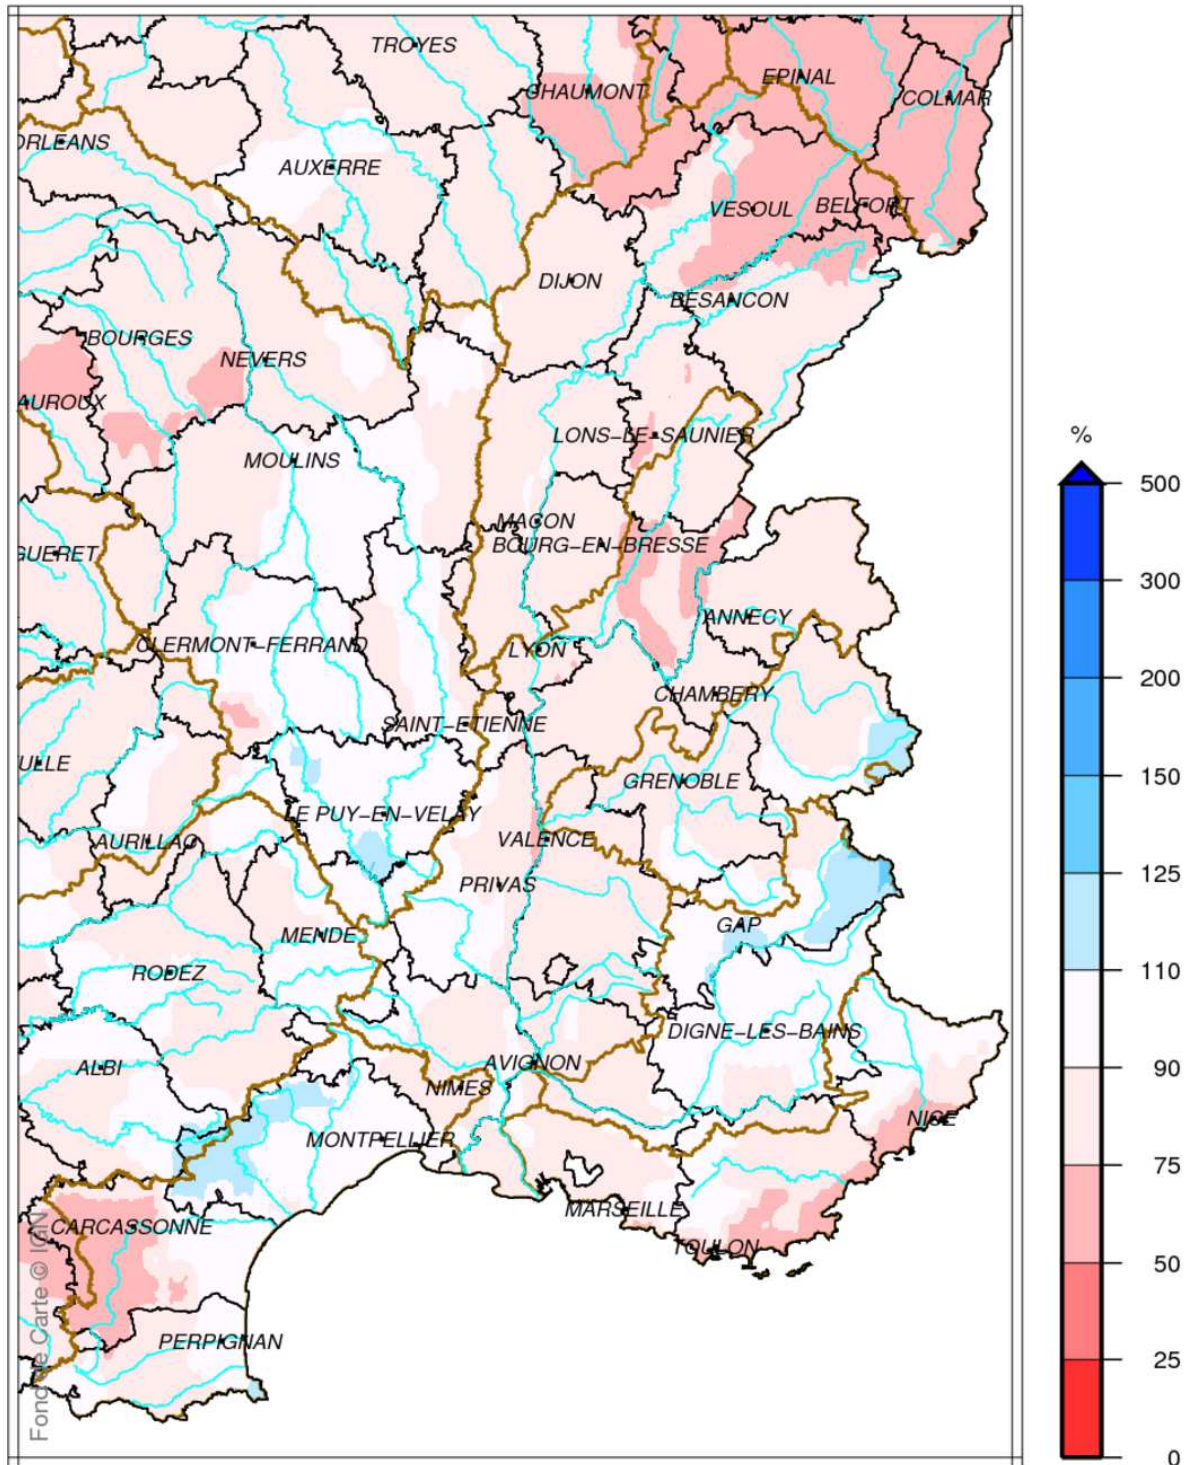 TROYES
EPINAL
CHAUMONT
COLMAR
ORLEANS
AUXERRE
VESOUL
BELFORT
DIJON
BESANCON
BOURGES
NEVERS
AUROUX
LONS-LE-SAUNIER
MOULINS
MACON
BOURG-EN-BRESSE
GUERET
ANNECY
CLERMONT-FERRAND
LYON
CHAMBERY
SAINT-ETIENNE
ULLE
GRENOBLE
LE PUY-EN-VELAY
AURILLAC
VALENCE
PRIVAS
GAP
MENDE
RODEZ
DIGNE-LES-BAINS
ALBI
AVIGNON
NIMES
NICE
MONTPELLIER
MARSEILLE
CARCASSONNE
TOULON
PERPIGNAN
Fond de Carte © IGN
%
500
300
200
150
125
110
90
75
50
25
0